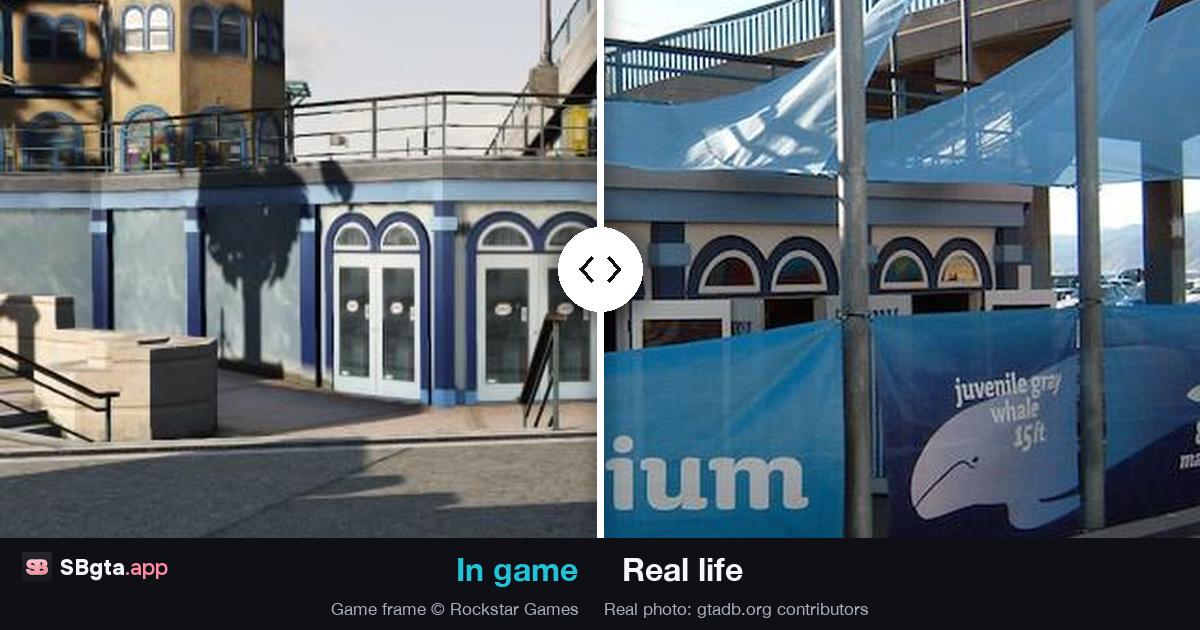 ium
juvenile gray
whale
15ft
SB SBgta.app
In game
Real life
Game frame © Rockstar Games
Real photo: gtadb.org contributors